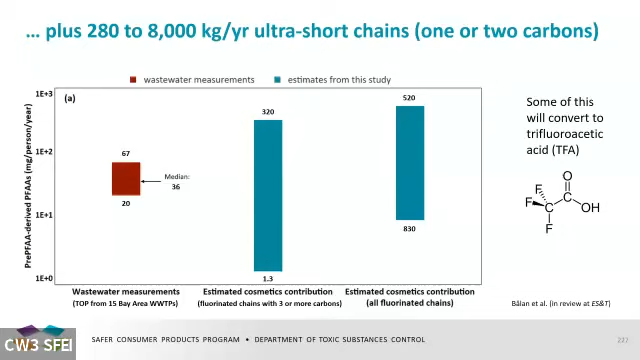 … plus 280 to 8,000 kg/yr ultra-short chains (one or two carbons)
wastewater measurements
estimates from this study
(a)
PrePFAA-derived PFAAs (mg/person/year)
1E+3
1E+2
1E+1
1E+0
67
Median:
36
20
320
1.3
520
830
Wastewater measurements
(TOP from 15 Bay Area WWTPs)
Estimated cosmetics contribution
(fluorinated chains with 3 or more carbons)
Estimated cosmetics contribution
(all fluorinated chains)
Some of this
will convert to
trifluoroacetic
acid (TFA)
O
F
F
C
C
OH
F
Bălan et al. (in review at ES&T)
CW3 SFEI
SAFER CONSUMER PRODUCTS PROGRAM • DEPARTMENT OF TOXIC SUBSTANCES CONTROL